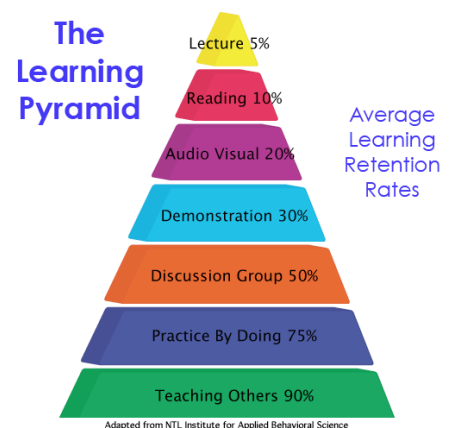 The
Learning
Pyramid
Lecture 5%
Reading 10%
Average
Learning
Retention
Rates
Audio Visual 20%
Demonstration 30%
Discussion Group 50%
Practice By Doing 75%
Teaching Others 90%
Adapted from NTL Institute for Applied Behavioral Science